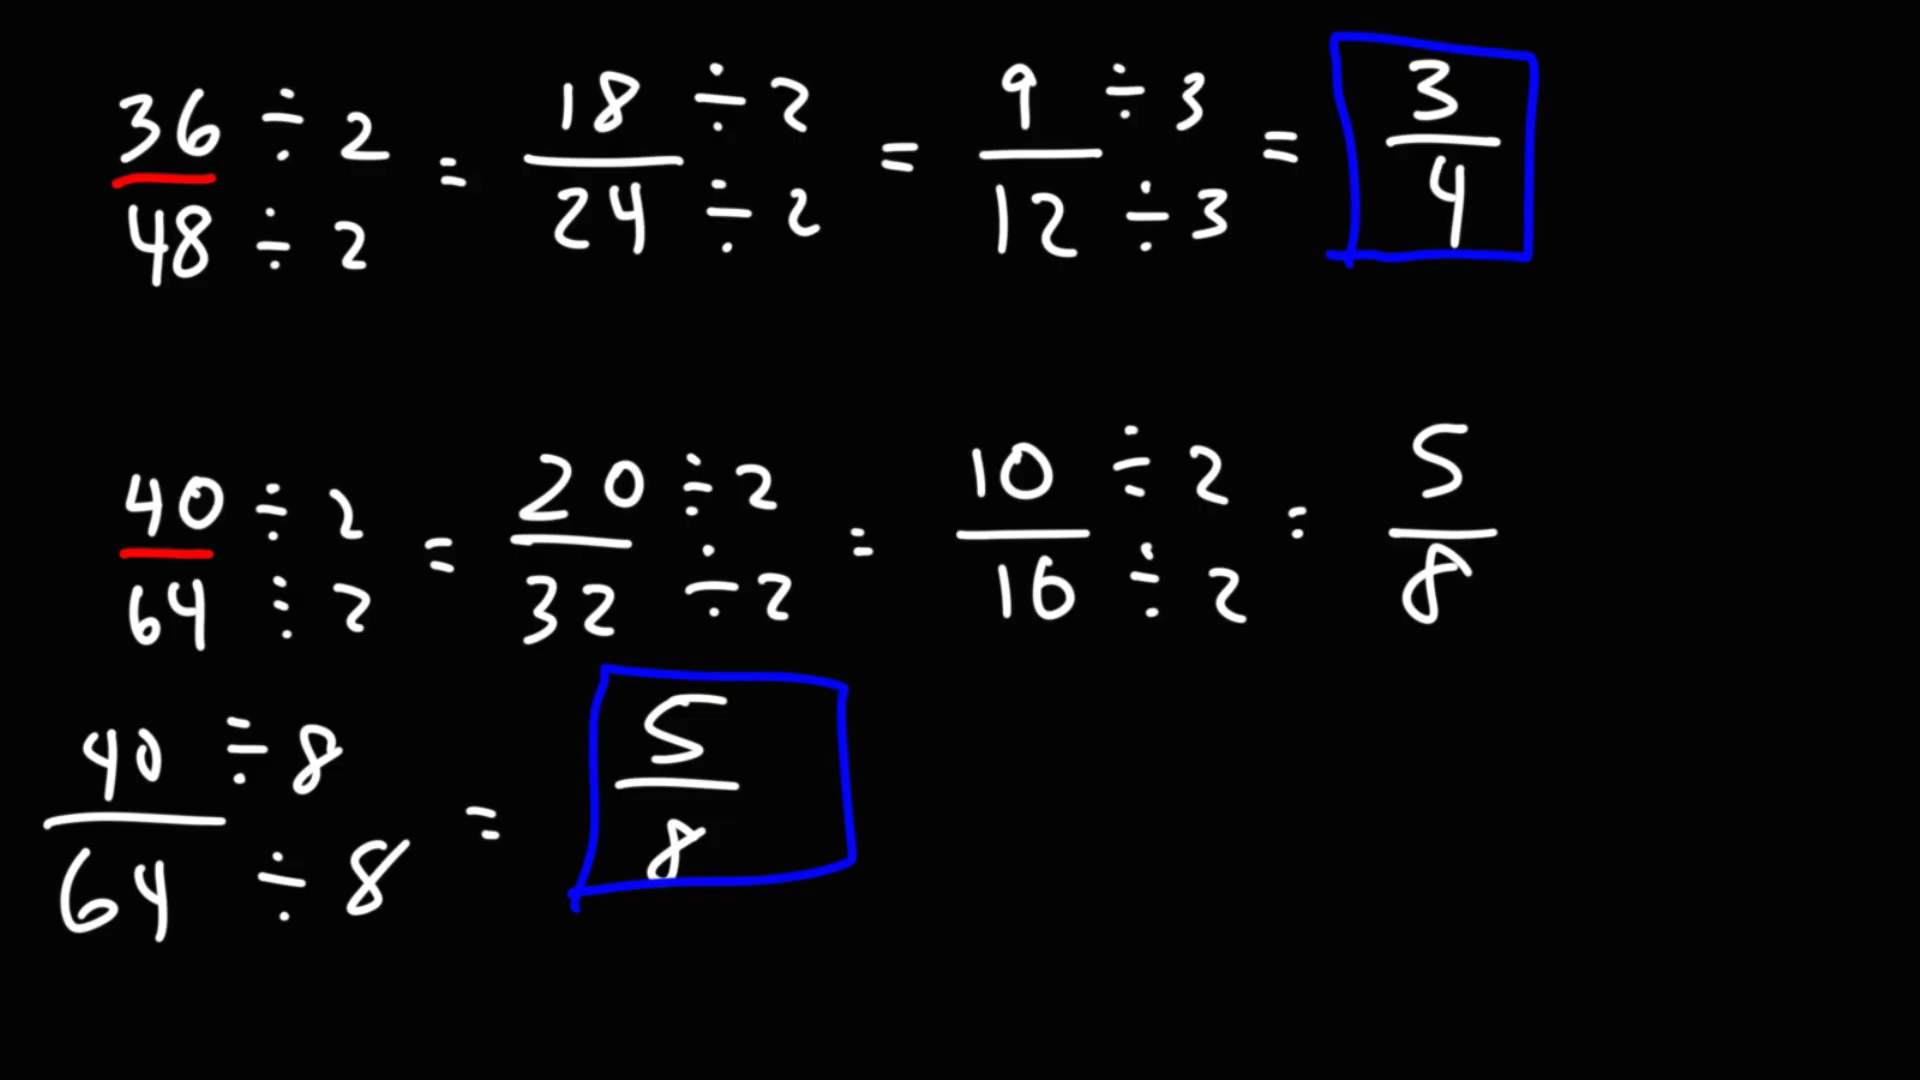 36 ÷ 2 = 18 ÷ 2 = 9 ÷ 3 = 3
48 ÷ 2 24 ÷ 2 12 ÷ 3 4
40 ÷ 2 = 20 ÷ 2 = 10 ÷ 2 = 5
64 ÷ 2 32 ÷ 2 16 ÷ 2 8
40 ÷ 8 = 5
64 ÷ 8 8